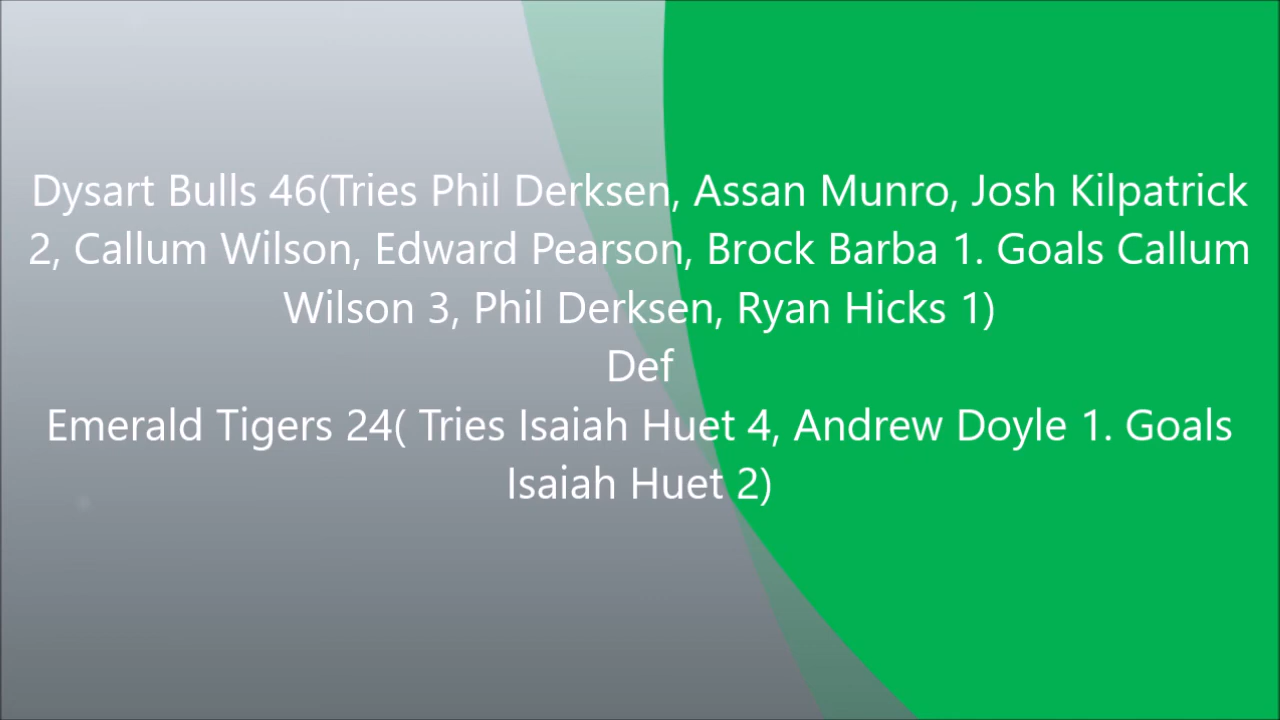 Dysart Bulls 46(Tries Phil Derksen, Assan Munro, Josh Kilpatrick
2, Callum Wilson, Edward Pearson, Brock Barba 1. Goals Callum
Wilson 3, Phil Derksen, Ryan Hicks 1)
Def
Emerald Tigers 24( Tries Isaiah Huet 4, Andrew Doyle 1. Goals
Isaiah Huet 2)